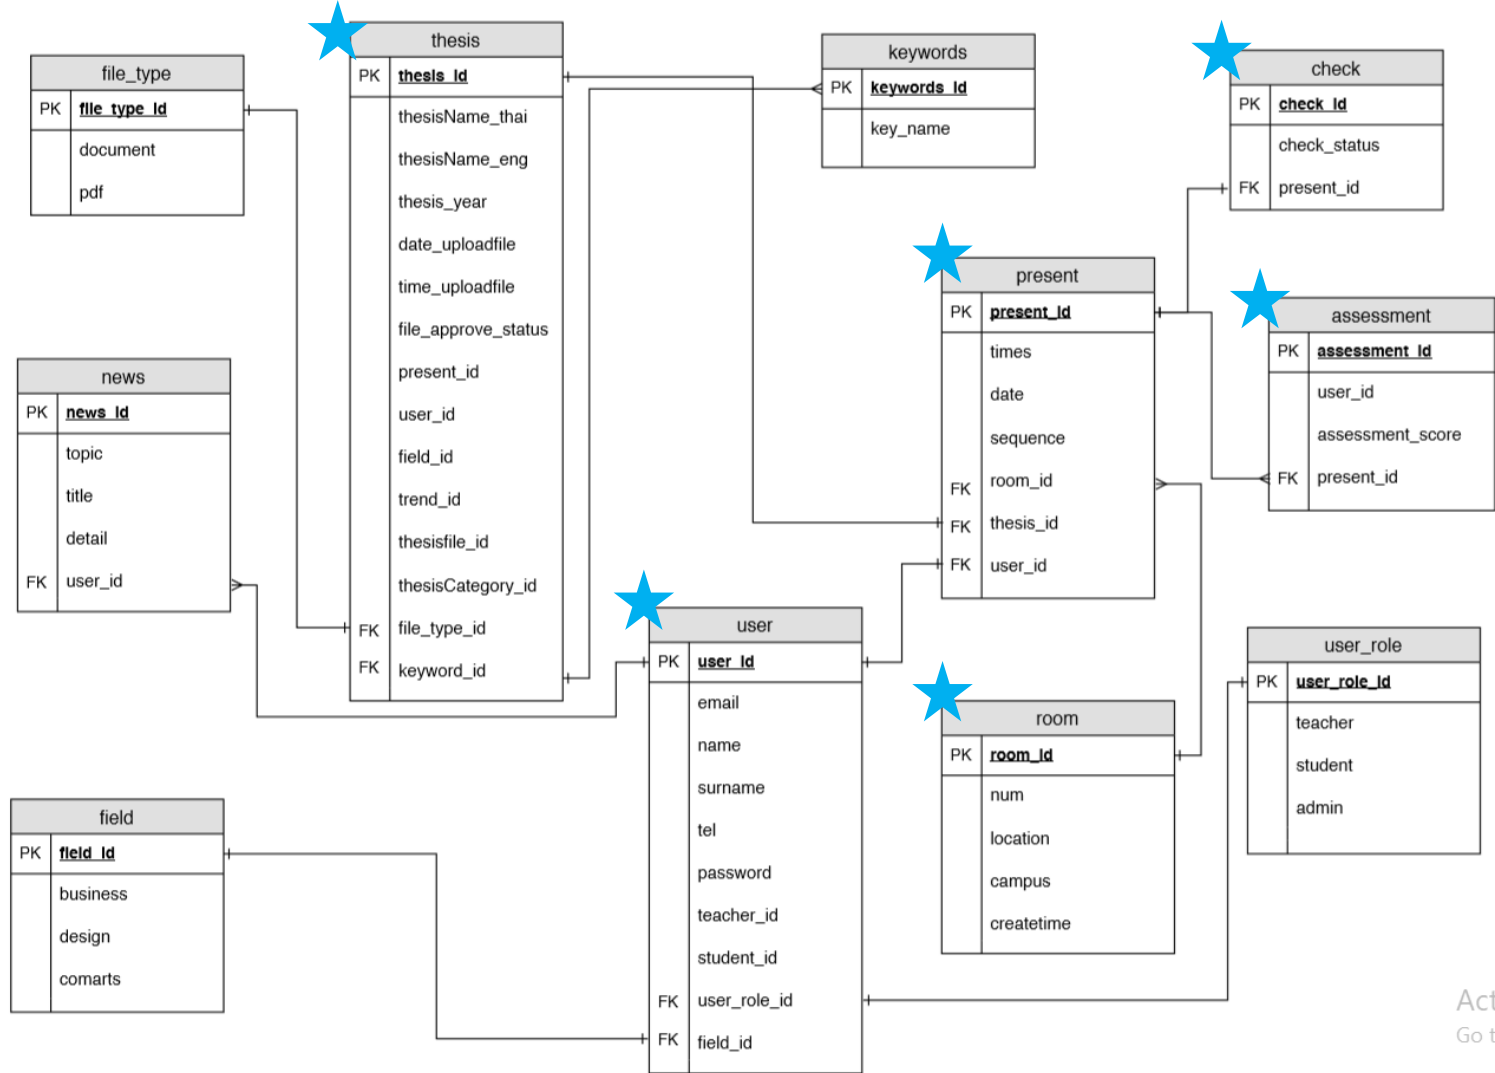 file_type
PK file_type_id
document
pdf
thesis
PK thesis_id
thesisName_thai
thesisName_eng
thesis_year
date_uploadfile
time_uploadfile
file_approve_status
present_id
user_id
field_id
trend_id
thesisfile_id
thesisCategory_id
FK file_type_id
FK keyword_id
keywords
PK keywords_id
key_name
check
PK check_id
check_status
FK present_id
present
PK present_id
times
date
sequence
FK room_id
FK thesis_id
FK user_id
assessment
PK assessment_id
user_id
assessment_score
FK present_id
news
PK news_id
topic
title
detail
FK user_id
user
PK user_id
email
name
surname
tel
password
teacher_id
student_id
FK user_role_id
FK field_id
room
PK room_id
num
location
campus
createtime
user_role
PK user_role_id
teacher
student
admin
field
PK field_id
business
design
comarts
Act
Go t